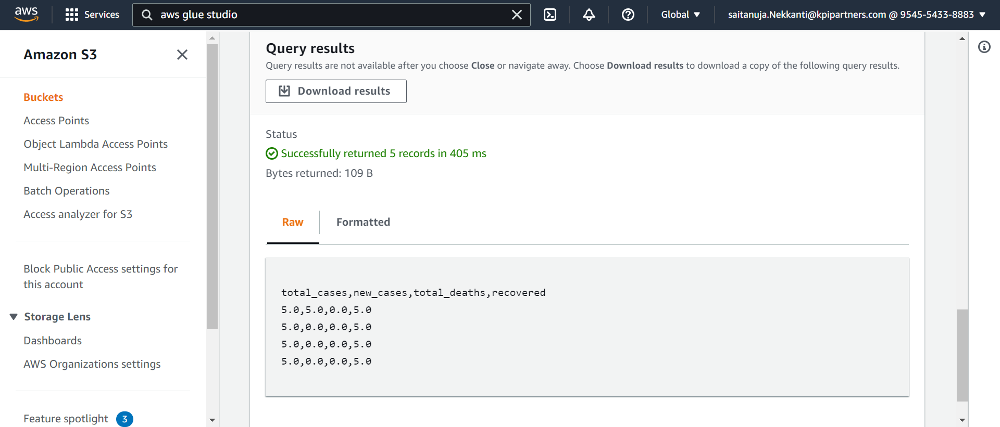 aws
Services
aws glue studio
Global
saitanuja.Nekkanti@kpipartners.com @ 9545-5433-8883
Amazon S3
Buckets
Access Points
Object Lambda Access Points
Multi-Region Access Points
Batch Operations
Access analyzer for S3
Block Public Access settings for
this account
Storage Lens
Dashboards
AWS Organizations settings
Feature spotlight 3
Query results
Query results are not available after you choose Close or navigate away. Choose Download results to download a copy of the following query results.
Download results
Status
Successfully returned 5 records in 405 ms
Bytes returned: 109 B
Raw
Formatted
total_cases,new_cases,total_deaths,recovered
5.0,5.0,0.0,5.0
5.0,0.0,0.0,5.0
5.0,0.0,0.0,5.0
5.0,0.0,0.0,5.0